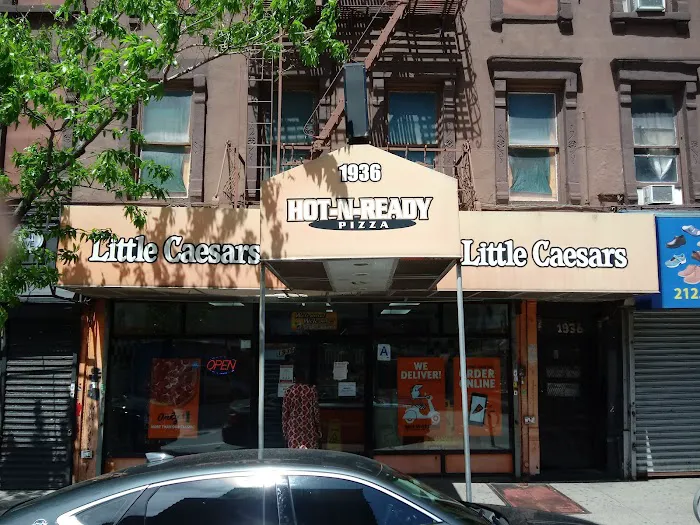 1936
HOT-N-READY
PIZZA
Little Caesars
Little Caesars
212
1936
OPEN
A
WE
DELIVER!
ORDER
ONLINE